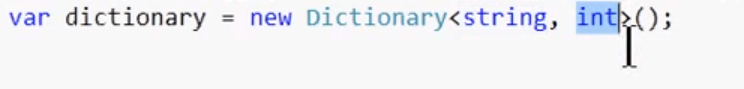 var dictionary = new Dictionary<string, int>();